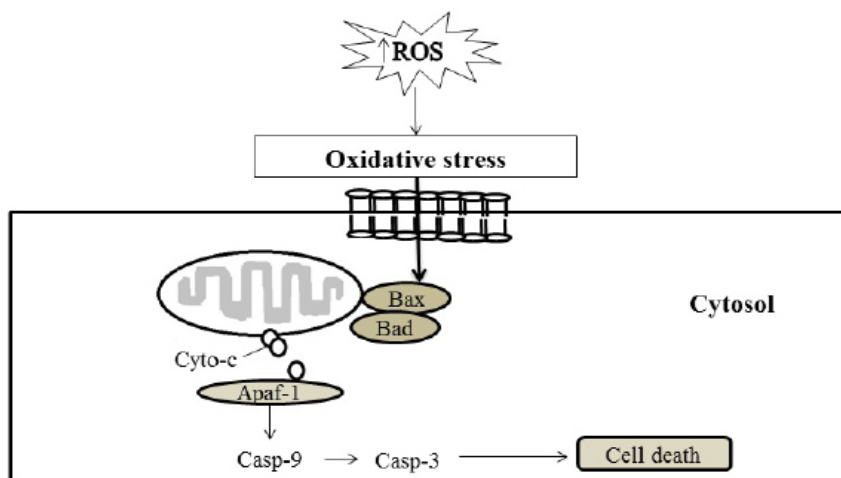 ↑ROS
Oxidative stress
Bax
Bad
Cytosol
Cyto-c
Apaf-1
Casp-9
Casp-3
Cell death